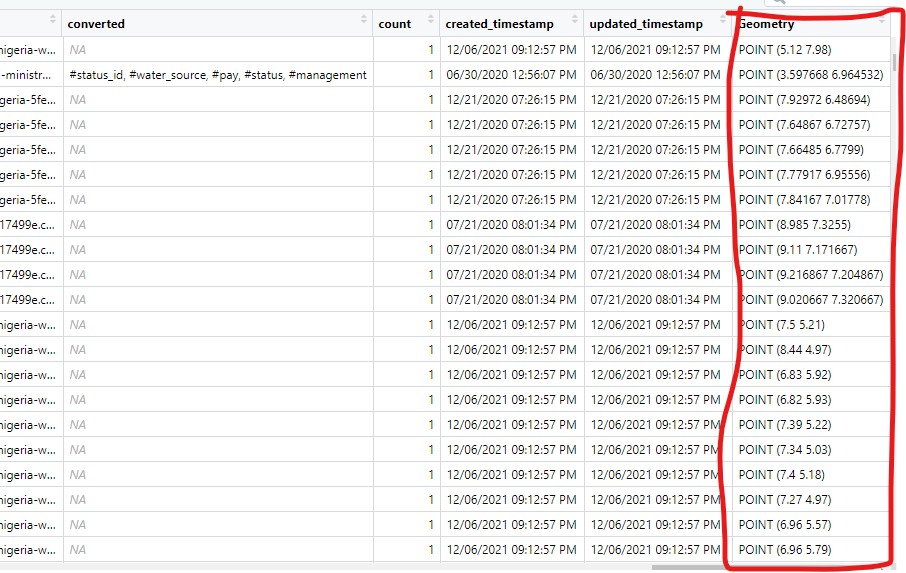 converted count created_timestamp updated_timestamp Geometry
nigeria-w... NA 1 12/06/2021 09:12:57 PM 12/06/2021 09:12:57 PM POINT (5.12 7.98)
-ministr... #status_id, #water_source, #pay, #status, #management 1 06/30/2020 12:56:07 PM 06/30/2020 12:56:07 PM POINT (3.597668 6.964532)
geria-5fe... NA 1 12/21/2020 07:26:15 PM 12/21/2020 07:26:15 PM POINT (7.92972 6.48694)
geria-5fe... NA 1 12/21/2020 07:26:15 PM 12/21/2020 07:26:15 PM POINT (7.64867 6.72757)
geria-5fe... NA 1 12/21/2020 07:26:15 PM 12/21/2020 07:26:15 PM POINT (7.66485 6.7799)
geria-5fe... NA 1 12/21/2020 07:26:15 PM 12/21/2020 07:26:15 PM POINT (7.77917 6.95556)
geria-5fe... NA 1 12/21/2020 07:26:15 PM 12/21/2020 07:26:15 PM POINT (7.84167 7.01778)
17499e.c... NA 1 07/21/2020 08:01:34 PM 07/21/2020 08:01:34 PM POINT (8.985 7.3255)
17499e.c... NA 1 07/21/2020 08:01:34 PM 07/21/2020 08:01:34 PM POINT (9.11 7.171667)
17499e.c... NA 1 07/21/2020 08:01:34 PM 07/21/2020 08:01:34 PM POINT (9.216867 7.204867)
17499e.c... NA 1 07/21/2020 08:01:34 PM 07/21/2020 08:01:34 PM POINT (9.020667 7.320667)
nigeria-w... NA 1 12/06/2021 09:12:57 PM 12/06/2021 09:12:57 PM POINT (7.5 5.21)
nigeria-w... NA 1 12/06/2021 09:12:57 PM 12/06/2021 09:12:57 PM POINT (8.44 4.97)
nigeria-w... NA 1 12/06/2021 09:12:57 PM 12/06/2021 09:12:57 PM POINT (6.83 5.92)
nigeria-w... NA 1 12/06/2021 09:12:57 PM 12/06/2021 09:12:57 PM POINT (6.82 5.93)
nigeria-w... NA 1 12/06/2021 09:12:57 PM 12/06/2021 09:12:57 PM POINT (7.39 5.22)
nigeria-w... NA 1 12/06/2021 09:12:57 PM 12/06/2021 09:12:57 PM POINT (7.34 5.03)
nigeria-w... NA 1 12/06/2021 09:12:57 PM 12/06/2021 09:12:57 PM POINT (7.4 5.18)
nigeria-w... NA 1 12/06/2021 09:12:57 PM 12/06/2021 09:12:57 PM POINT (7.27 4.97)
nigeria-w... NA 1 12/06/2021 09:12:57 PM 12/06/2021 09:12:57 PM POINT (6.96 5.57)
nigeria-w... NA 1 12/06/2021 09:12:57 PM 12/06/2021 09:12:57 PM POINT (6.96 5.79)